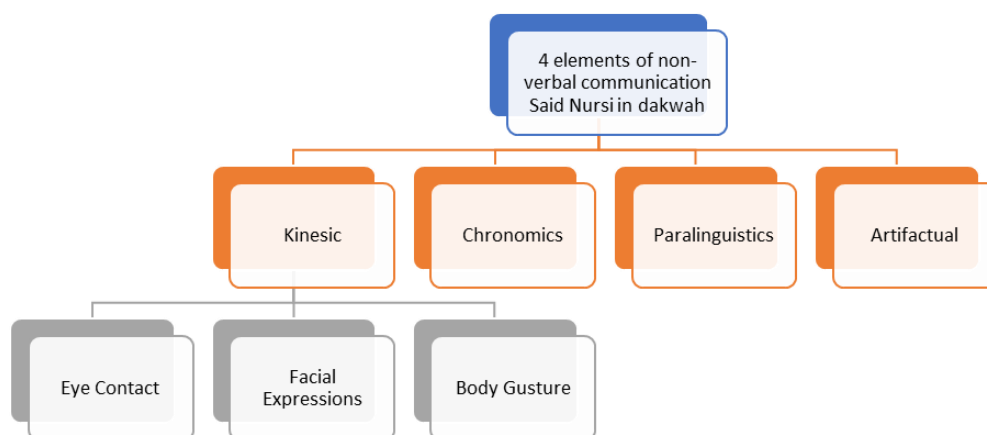 4 elements of non-
verbal communication
Said Nursi in dakwah
Kinesic
Chronomics
Paralinguistics
Artifactual
Eye Contact
Facial
Expressions
Body Gusture